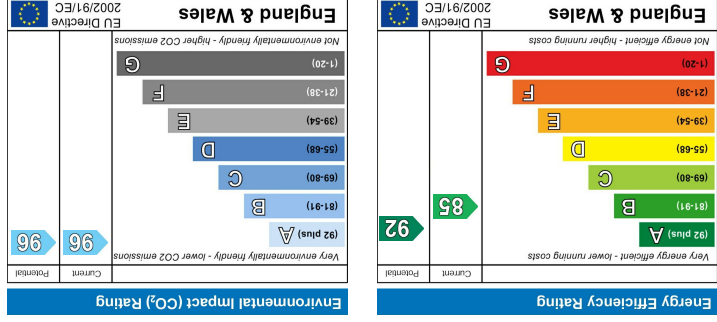 Energy Efficiency Rating
Current
Potential
Very energy efficient - lower running costs
(92 plus) A
(81-91) B
(69-80) C
(55-68) D
(39-54) E
(21-38) F
(1-20) G
85
92
Not energy efficient - higher running costs
England & Wales
EU Directive
2002/91/EC
Environmental Impact (CO₂) Rating
Current
Potential
Very environmentally friendly - lower CO2 emissions
(92 plus) A
(81-91) B
(69-80) C
(55-68) D
(39-54) E
(21-38) F
(1-20) G
96
96
Not environmentally friendly - higher CO2 emissions
England & Wales
EU Directive
2002/91/EC